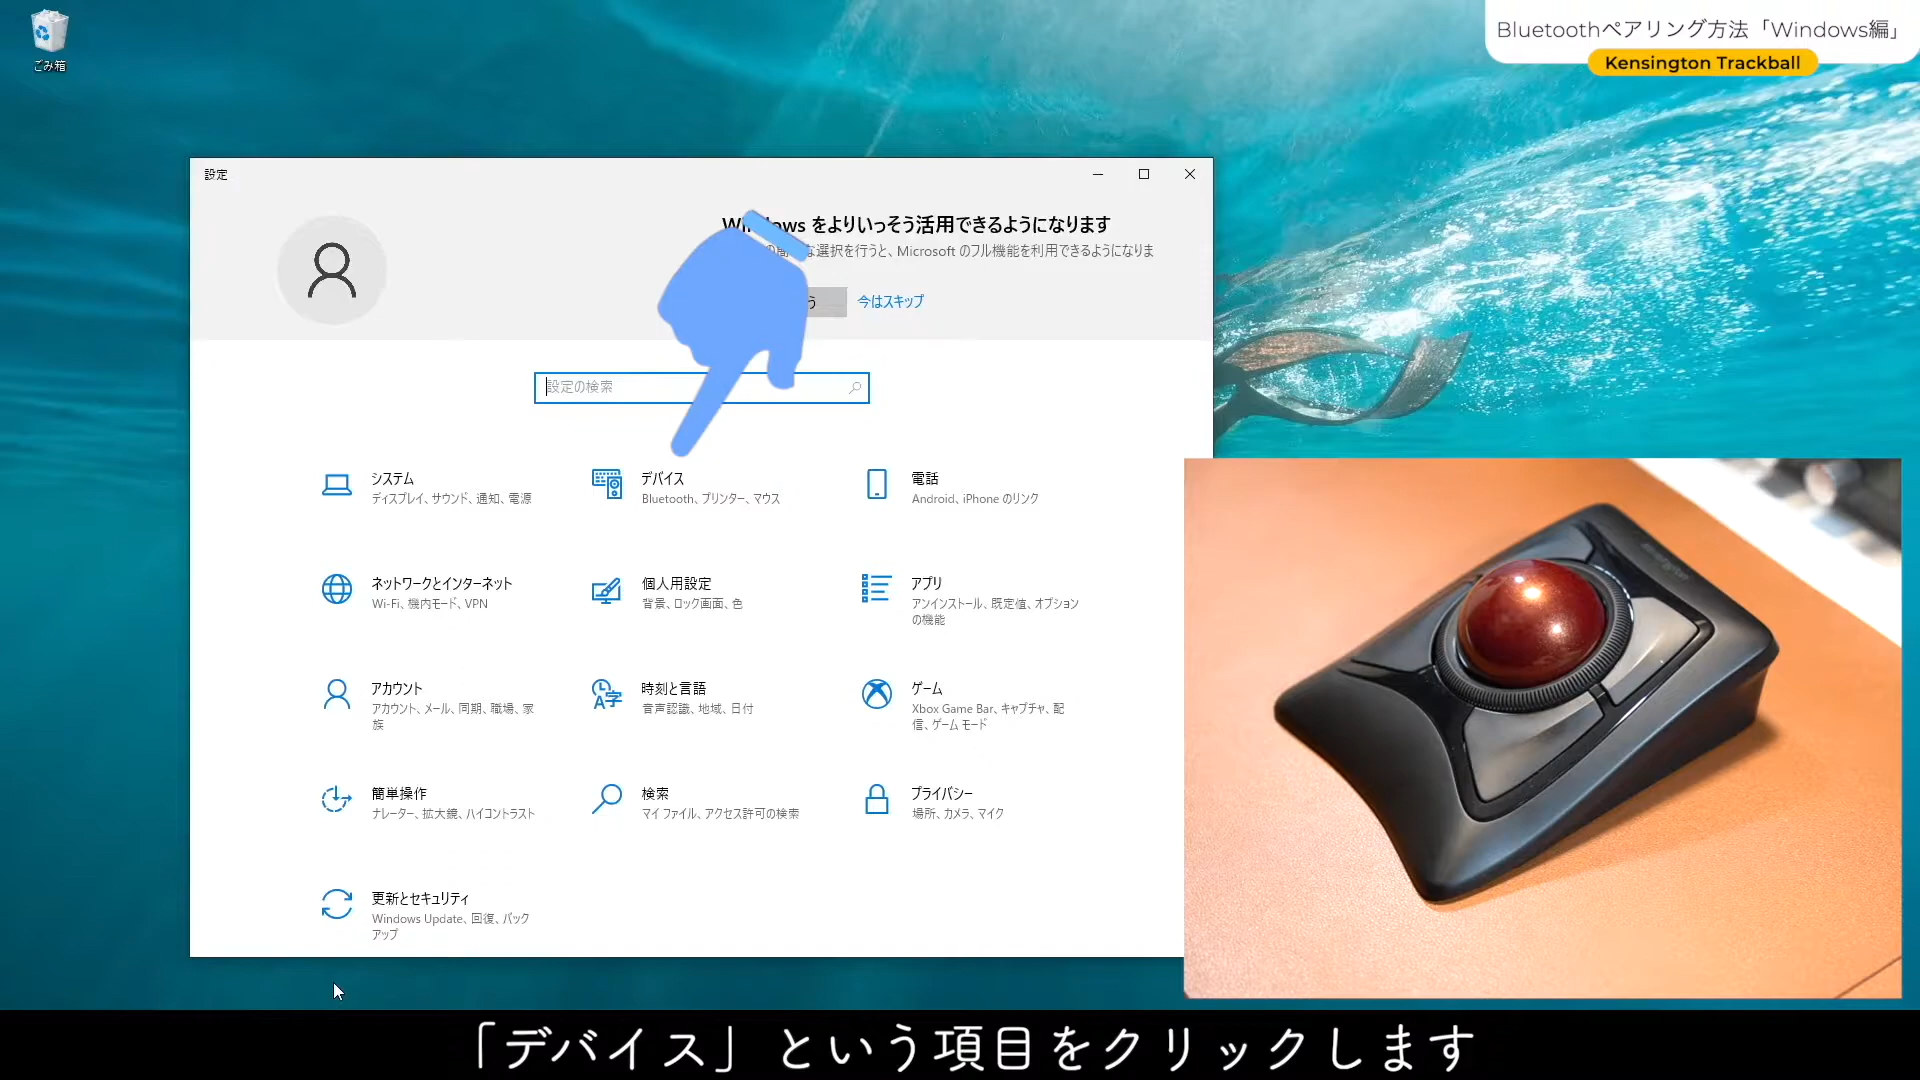 ごみ箱
Bluetoothペアリング方法「Windows編」
Kensington Trackball
設定
Windows をよりいっそう活用できるようになります
な選択を行うと、Microsoft のフル機能を利用できるようになりま
う
今はスキップ
設定の検索
システム
ディスプレイ、サウンド、通知、電源
デバイス
Bluetooth、プリンター、マウス
電話
Android、iPhone のリンク
ネットワークとインターネット
Wi-Fi、機内モード、VPN
個人用設定
背景、ロック画面、色
アプリ
アンインストール、既定値、オプション
の機能
アカウント
アカウント、メール、同期、職場、家
族
時刻と言語
音声認識、地域、日付
ゲーム
Xbox Game Bar、キャプチャ、配
信、ゲーム モード
簡単操作
ナレーター、拡大鏡、ハイコントラスト
検索
マイ ファイル、アクセス許可の検索
プライバシー
場所、カメラ、マイク
更新とセキュリティ
Windows Update、回復、バック
アップ
「デバイス」という項目をクリックします